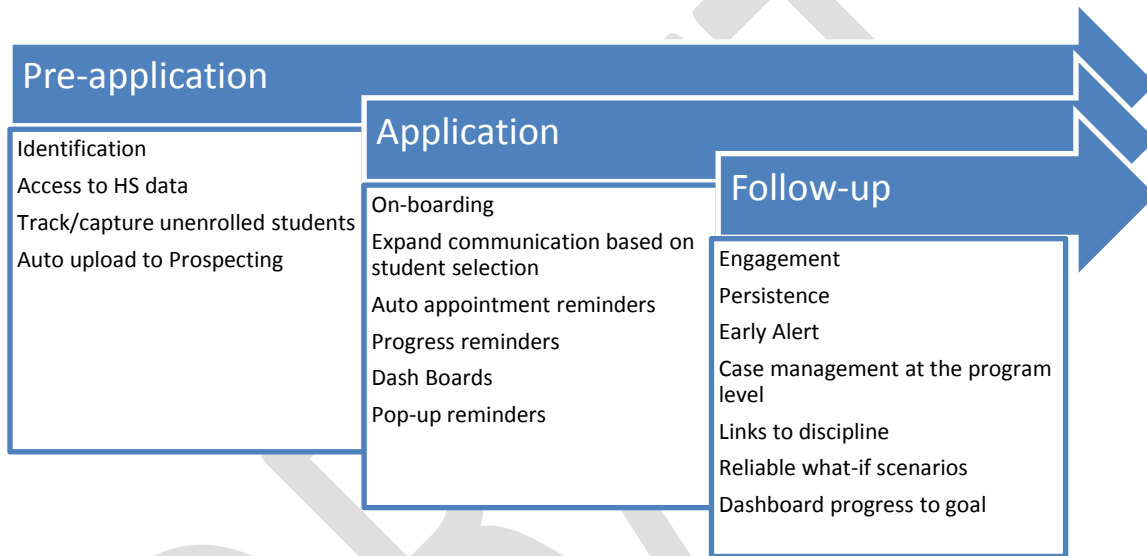 Pre-application
Identification
Access to HS data
Track/capture unenrolled students
Auto upload to Prospecting
Application
On-boarding
Expand communication based on
student selection
Auto appointment reminders
Progress reminders
Dash Boards
Pop-up reminders
Follow-up
Engagement
Persistence
Early Alert
Case management at the program
level
Links to discipline
Reliable what-if scenarios
Dashboard progress to goal